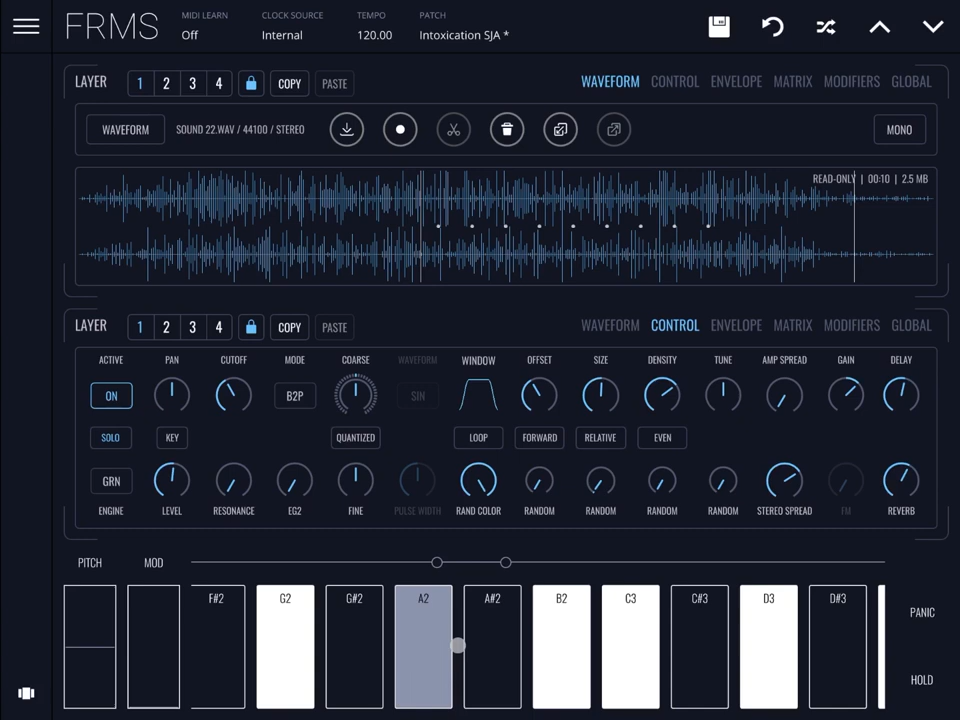 FRMS
MIDI LEARN CLOCK SOURCE TEMPO PATCH
Off Internal 120.00 Intoxication SJA *
LAYER 1 2 3 4 COPY PASTE WAVEFORM CONTROL ENVELOPE MATRIX MODIFIERS GLOBAL
WAVEFORM SOUND 22.WAV / 44100 / STEREO MONO
READ-ONLY | 00:10 | 2.5 MB
LAYER 1 2 3 4 COPY PASTE WAVEFORM CONTROL ENVELOPE MATRIX MODIFIERS GLOBAL
ACTIVE PAN CUTOFF MODE COARSE WAVEFORM WINDOW OFFSET SIZE DENSITY TUNE AMP SPREAD GAIN DELAY
ON B2P SIN
SOLO KEY QUANTIZED LOOP FORWARD RELATIVE EVEN
GRN
ENGINE LEVEL RESONANCE EG2 FINE PULSE WIDTH RAND COLOR RANDOM RANDOM RANDOM RANDOM STEREO SPREAD FM REVERB
PITCH MOD
F#2 G2 G#2 A2 A#2 B2 C3 C#3 D3 D#3
PANIC
HOLD